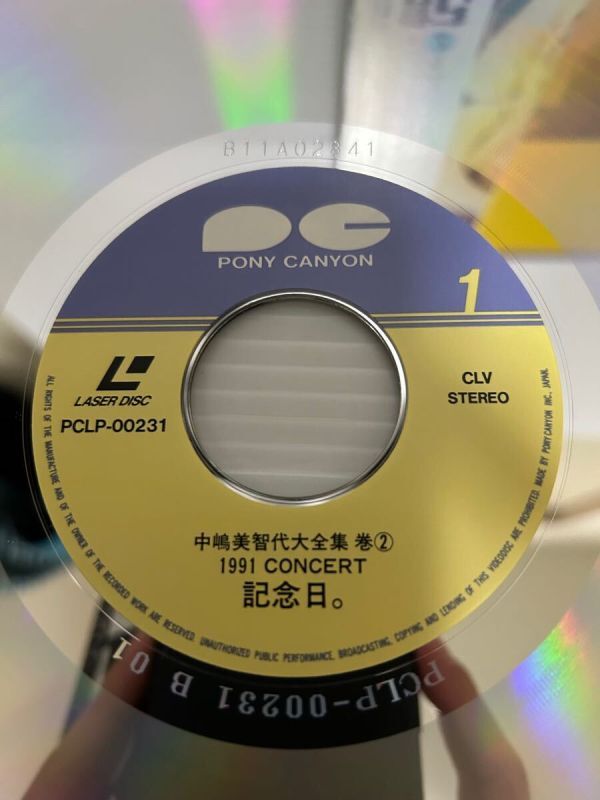 B11A02841
PONY CANYON
1
LASER DISC
PCLP-00231
CLV
STEREO
中嶋美智代大全集 巻②
1991 CONCERT
記念日。
ALL RIGHTS OF THE MANUFACTURE AND OF THE OWNER OF THE RECORDED WORK ARE RESERVED. UNAUTHORIZED PUBLIC PERFORMANCE, BROADCASTING, COPYING AND LENDING OF THIS VIDEODISC ARE PROHIBITED. MADE BY PONY CANYON INC. JAPAN.
PCLP-00231 B 01